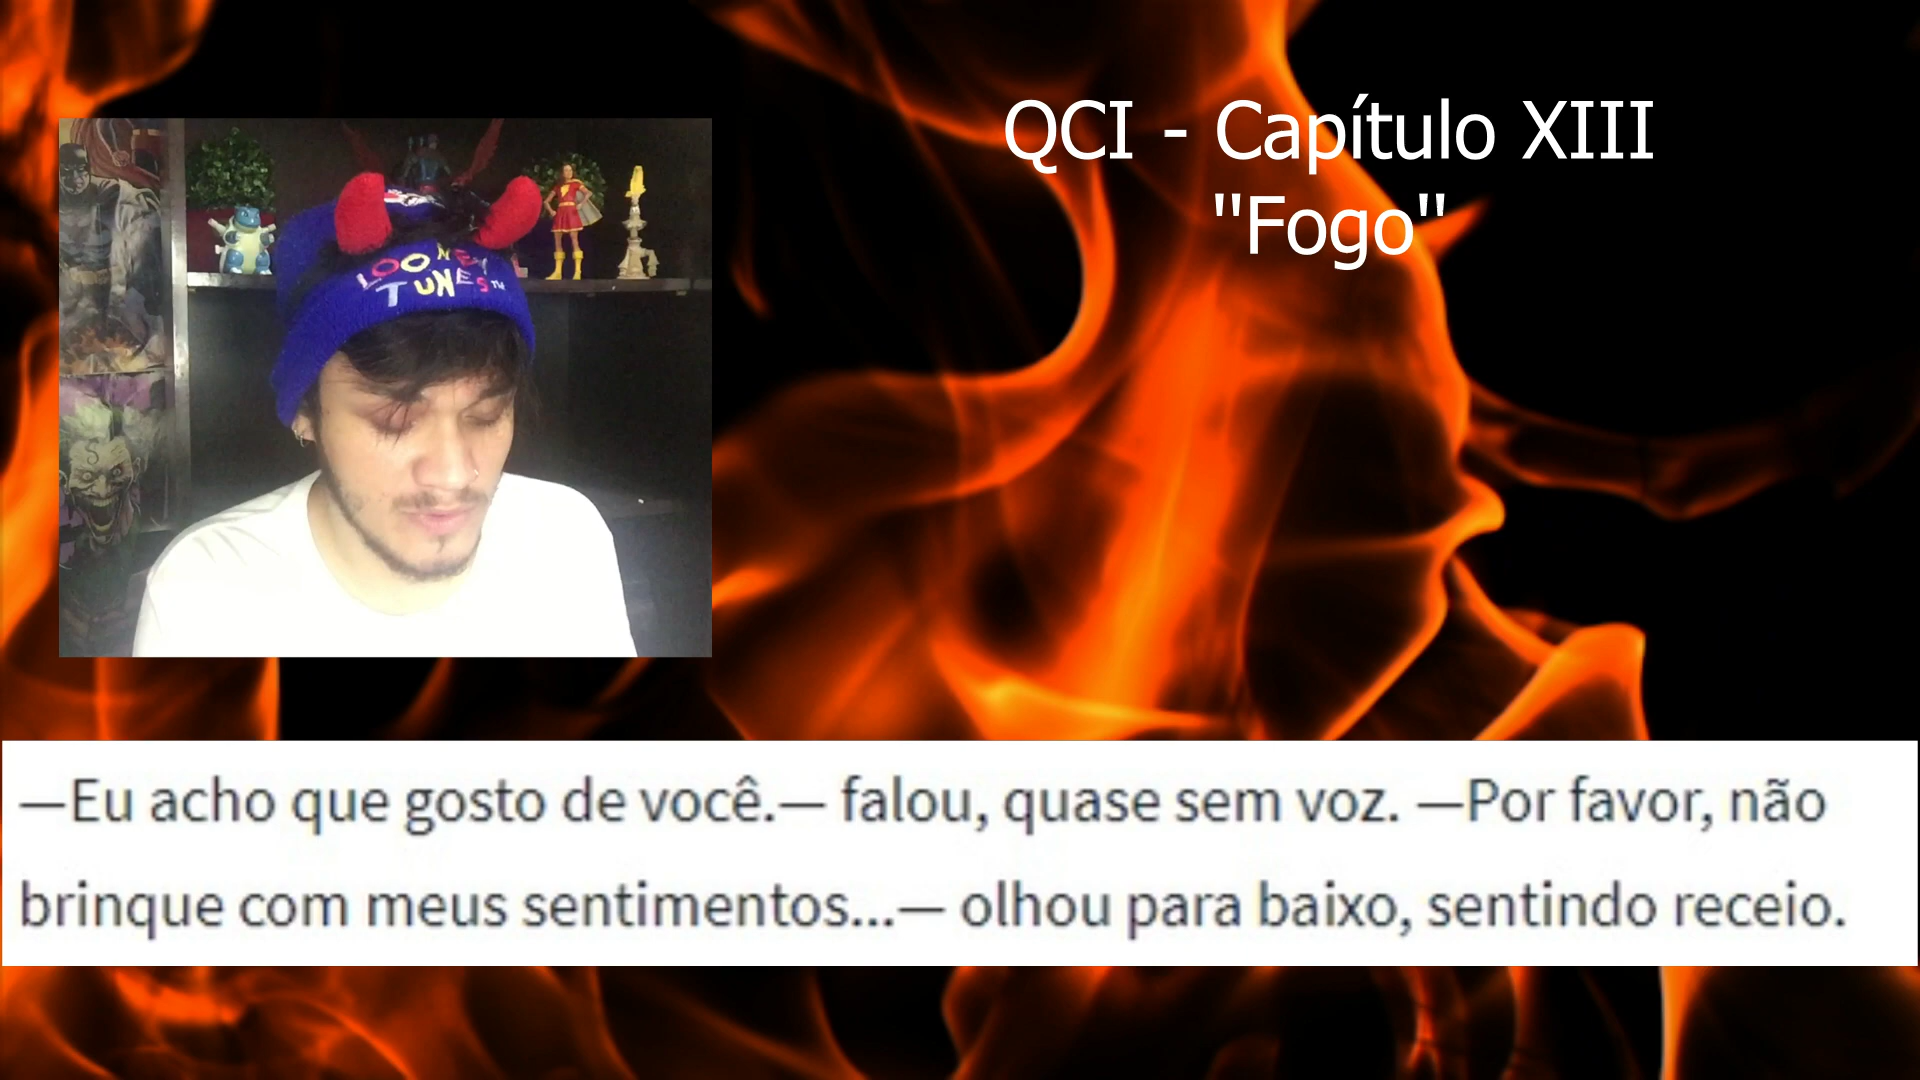 QCI - Capítulo XIII
"Fogo"
LOONEY
TUNES™
—Eu acho que gosto de você.— falou, quase sem voz. —Por favor, não
brinque com meus sentimentos...— olhou para baixo, sentindo receio.